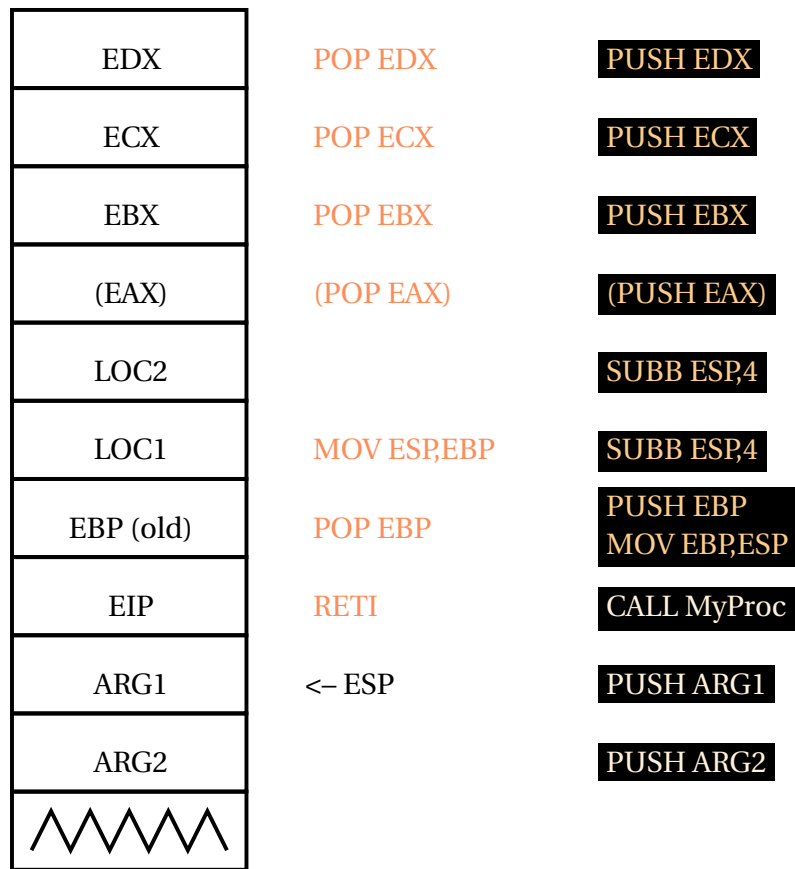 EDX POP EDX PUSH EDX
ECX POP ECX PUSH ECX
EBX POP EBX PUSH EBX
(EAX) (POP EAX) (PUSH EAX)
LOC2 SUBB ESP,4
LOC1 MOV ESP,EBP SUBB ESP,4
EBP (old) POP EBP PUSH EBP
MOV EBP,ESP
EIP RETI CALL MyProc
ARG1 <– ESP PUSH ARG1
ARG2 PUSH ARG2